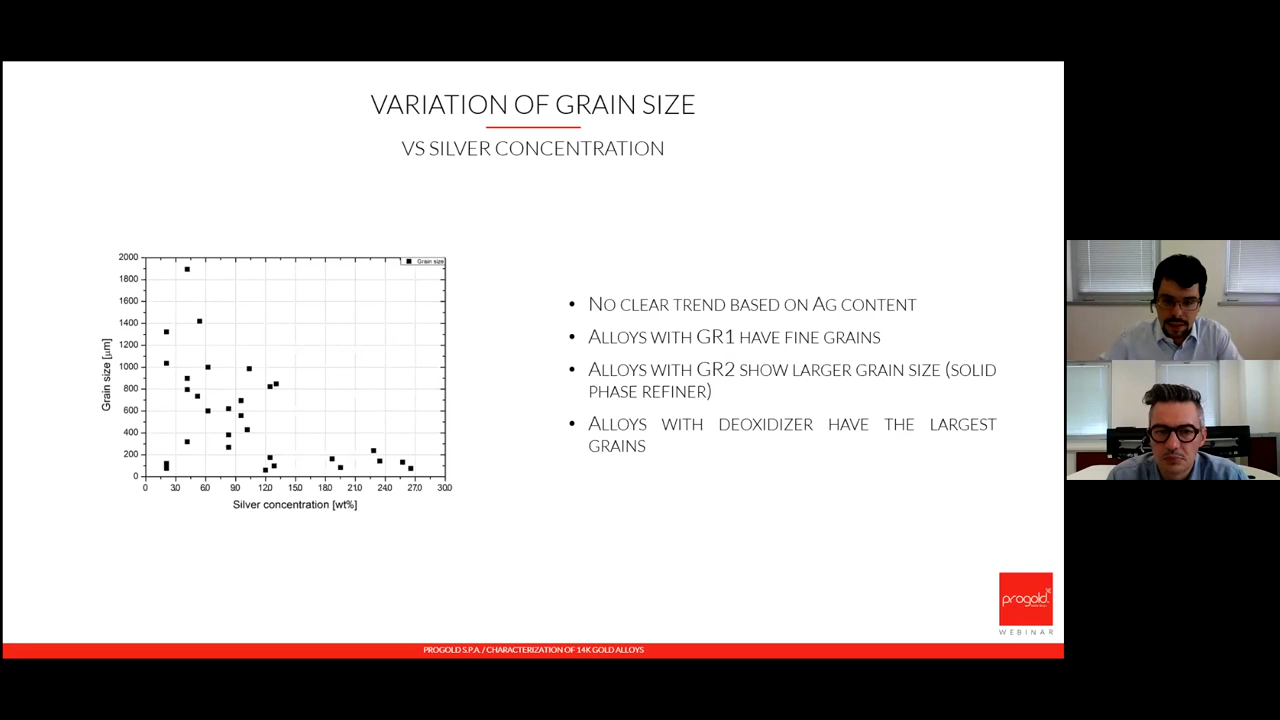 VARIATION OF GRAIN SIZE
VS SILVER CONCENTRATION
2000
1800
1600
1400
1200
1000
800
600
400
200
0
Grain size [µm]
Grain size
0 30 60 90 120 150 180 210 240 270 300
Silver concentration [wt%]
• NO CLEAR TREND BASED ON AG CONTENT
• ALLOYS WITH GR1 HAVE FINE GRAINS
• ALLOYS WITH GR2 SHOW LARGER GRAIN SIZE (SOLID
PHASE REFINER)
• ALLOYS WITH DEOXIDIZER HAVE THE LARGEST
GRAINS
progold
WEBINAR
PROGOLD S.P.A. / CHARACTERIZATION OF 14K GOLD ALLOYS